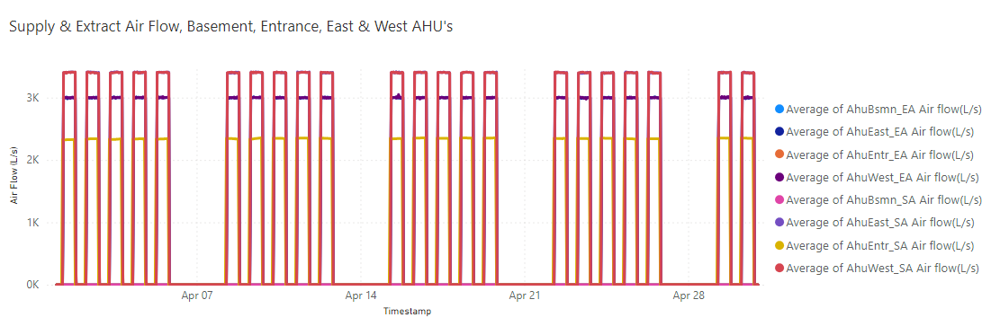 Supply & Extract Air Flow, Basement, Entrance, East & West AHU's
3K
2K
1K
0K
Air Flow (L/s)
Apr 07
Apr 14
Apr 21
Apr 28
Timestamp
Average of AhuBsmn_EA Air flow(L/s)
Average of AhuEast_EA Air flow(L/s)
Average of AhuEntr_EA Air flow(L/s)
Average of AhuWest_EA Air flow(L/s)
Average of AhuBsmn_SA Air flow(L/s)
Average of AhuEast_SA Air flow(L/s)
Average of AhuEntr_SA Air flow(L/s)
Average of AhuWest_SA Air flow(L/s)